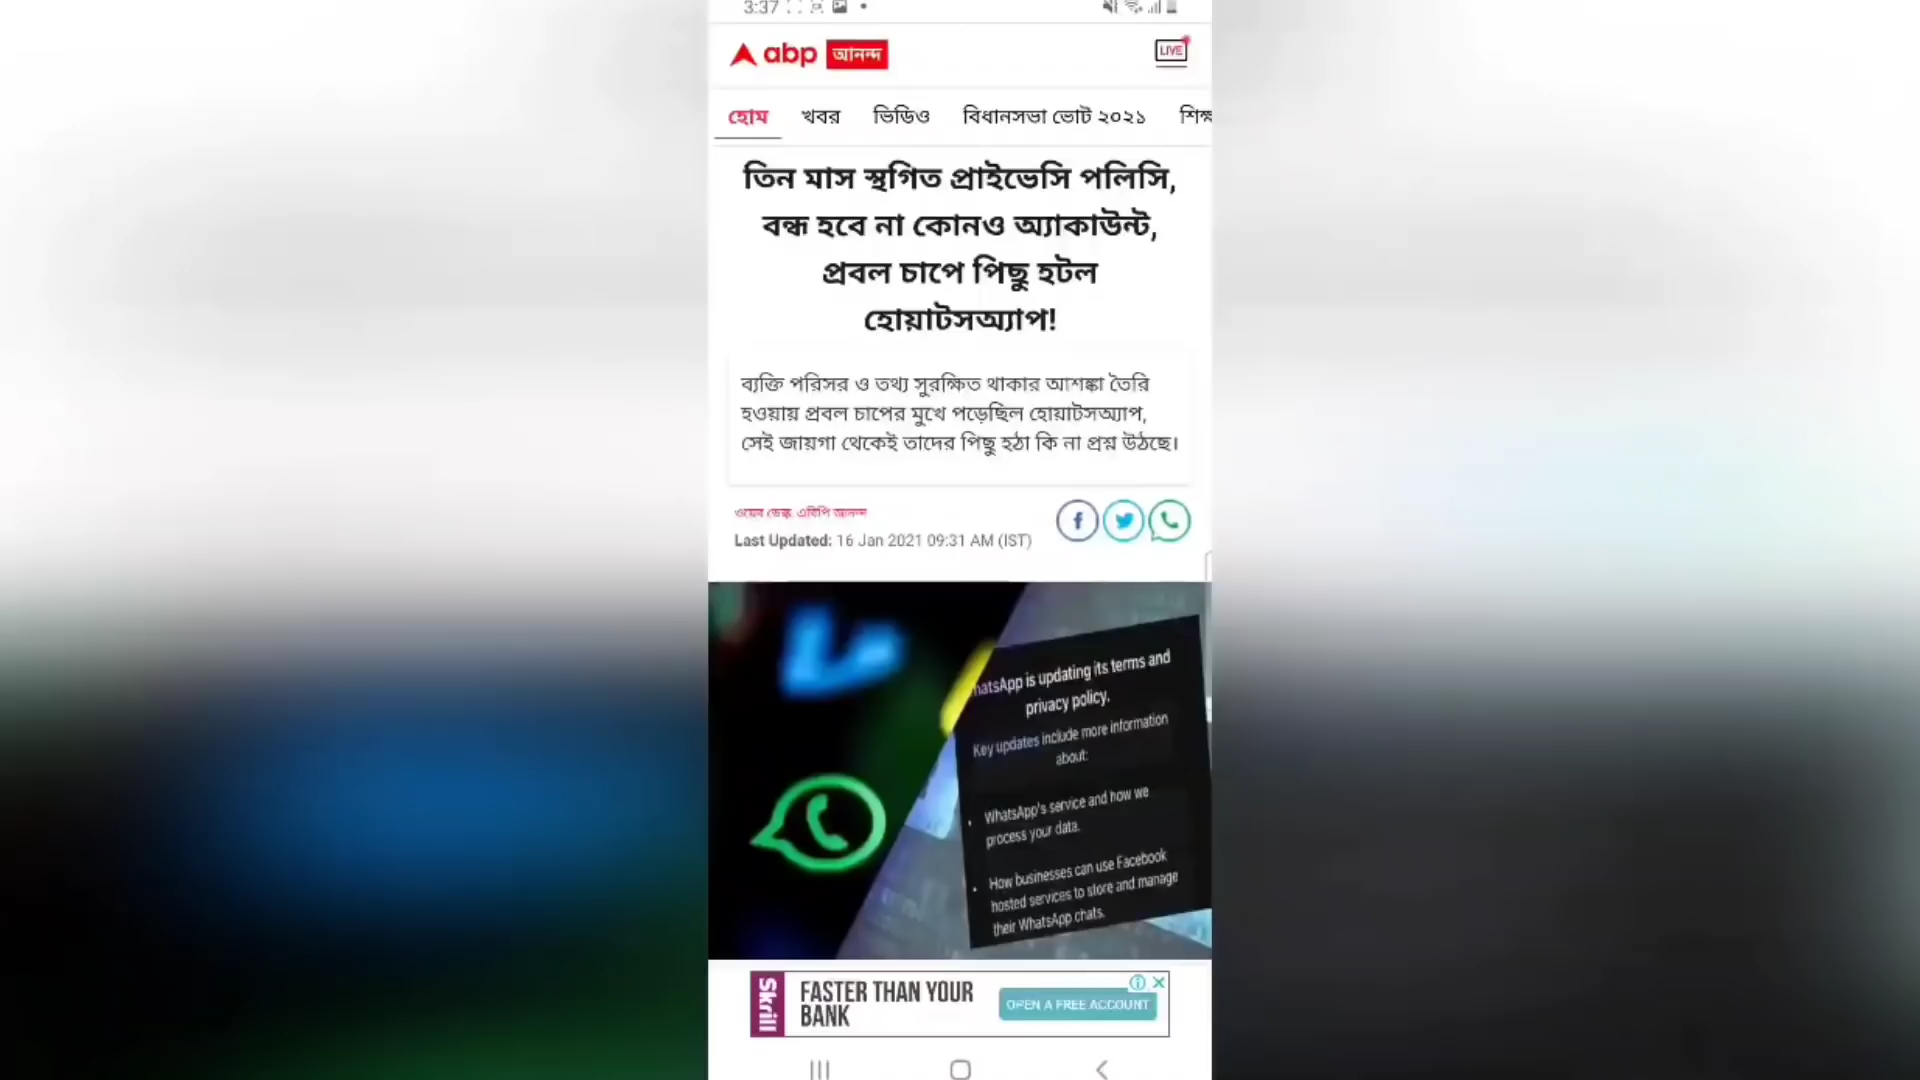 3:37
abp আনন্দ
LIVE
হোম খবর ভিডিও বিধানসভা ভোট ২০২১ শিক্ষ
তিন মাস স্থগিত প্রাইভেসি পলিসি,
বন্ধ হবে না কোনও অ্যাকাউন্ট,
প্রবল চাপে পিছু হটল
হোয়াটসঅ্যাপ!
ব্যক্তি পরিসর ও তথ্য সুরক্ষিত থাকার আশঙ্কা তৈরি
হওয়ায় প্রবল চাপের মুখে পড়েছিল হোয়াটসঅ্যাপ,
সেই জায়গা থেকেই তাদের পিছু হঠা কি না প্রশ্ন উঠছে।
ওয়েব ডেস্ক, এবিপি আনন্দ
Last Updated: 16 Jan 2021 09:31 AM (IST)
hatsApp is updating its terms and
privacy policy.
Key updates include more information
about:
• WhatsApp's service and how we
process your data.
• How businesses can use Facebook
hosted services to store and manage
their WhatsApp chats.
Skrill
FASTER THAN YOUR
BANK
OPEN A FREE ACCOUNT